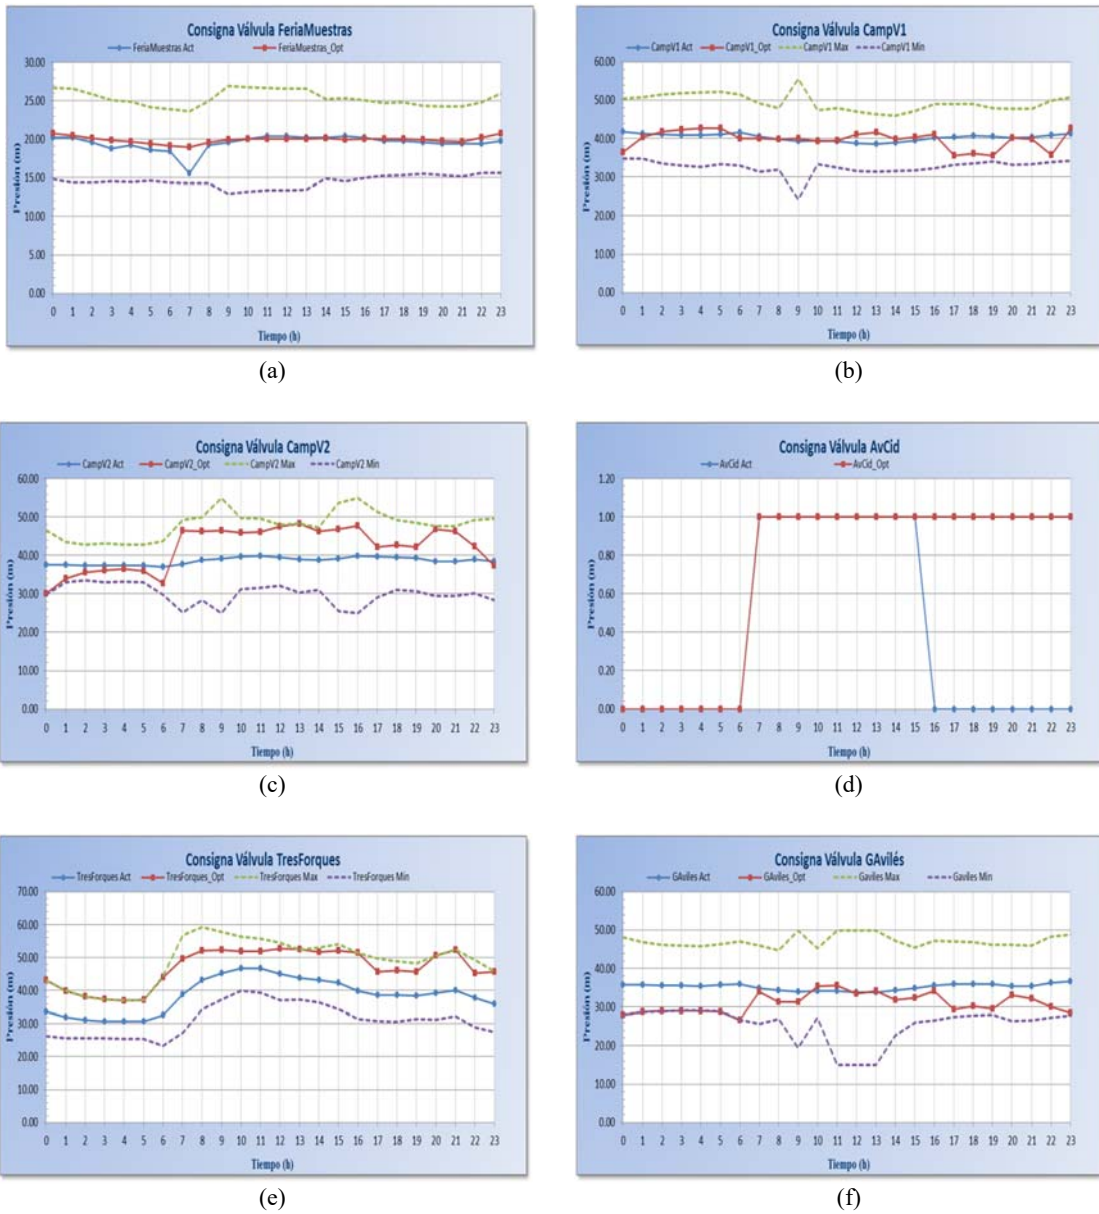 Consigna Válvula FeriaMuestras
FeriaMuestras Act FeriaMuestras_Opt
30.00
25.00
20.00
15.00
10.00
5.00
0.00
Presión (m)
0 1 2 3 4 5 6 7 8 9 10 11 12 13 14 15 16 17 18 19 20 21 22 23
Tiempo (h)
(a)
Consigna Válvula CampV1
CampV1 Act CampV1_Opt CampV1 Max CampV1 Min
60.00
50.00
40.00
30.00
20.00
10.00
0.00
Presión (m)
0 1 2 3 4 5 6 7 8 9 10 11 12 13 14 15 16 17 18 19 20 21 22 23
Tiempo (h)
(b)
Consigna Válvula CampV2
CampV2 Act CampV2_Opt CampV2 Max CampV2 Min
60.00
50.00
40.00
30.00
20.00
10.00
0.00
Presión (m)
0 1 2 3 4 5 6 7 8 9 10 11 12 13 14 15 16 17 18 19 20 21 22 23
Tiempo (h)
(c)
Consigna Válvula AvCid
AvCid Act AvCid_Opt
1.20
1.00
0.80
0.60
0.40
0.20
0.00
Presión (m)
0 1 2 3 4 5 6 7 8 9 10 11 12 13 14 15 16 17 18 19 20 21 22 23
Tiempo (h)
(d)
Consigna Válvula TresForques
TresForques Act TresForques_Opt TresForques Max TresForques Min
70.00
60.00
50.00
40.00
30.00
20.00
10.00
0.00
Presión (m)
0 1 2 3 4 5 6 7 8 9 10 11 12 13 14 15 16 17 18 19 20 21 22 23
Tiempo (h)
(e)
Consigna Válvula GAvilés
GAviles Act GAviles_Opt Gaviles Max Gaviles Min
60.00
50.00
40.00
30.00
20.00
10.00
0.00
Presión (m)
0 1 2 3 4 5 6 7 8 9 10 11 12 13 14 15 16 17 18 19 20 21 22 23
Tiempo (h)
(f)